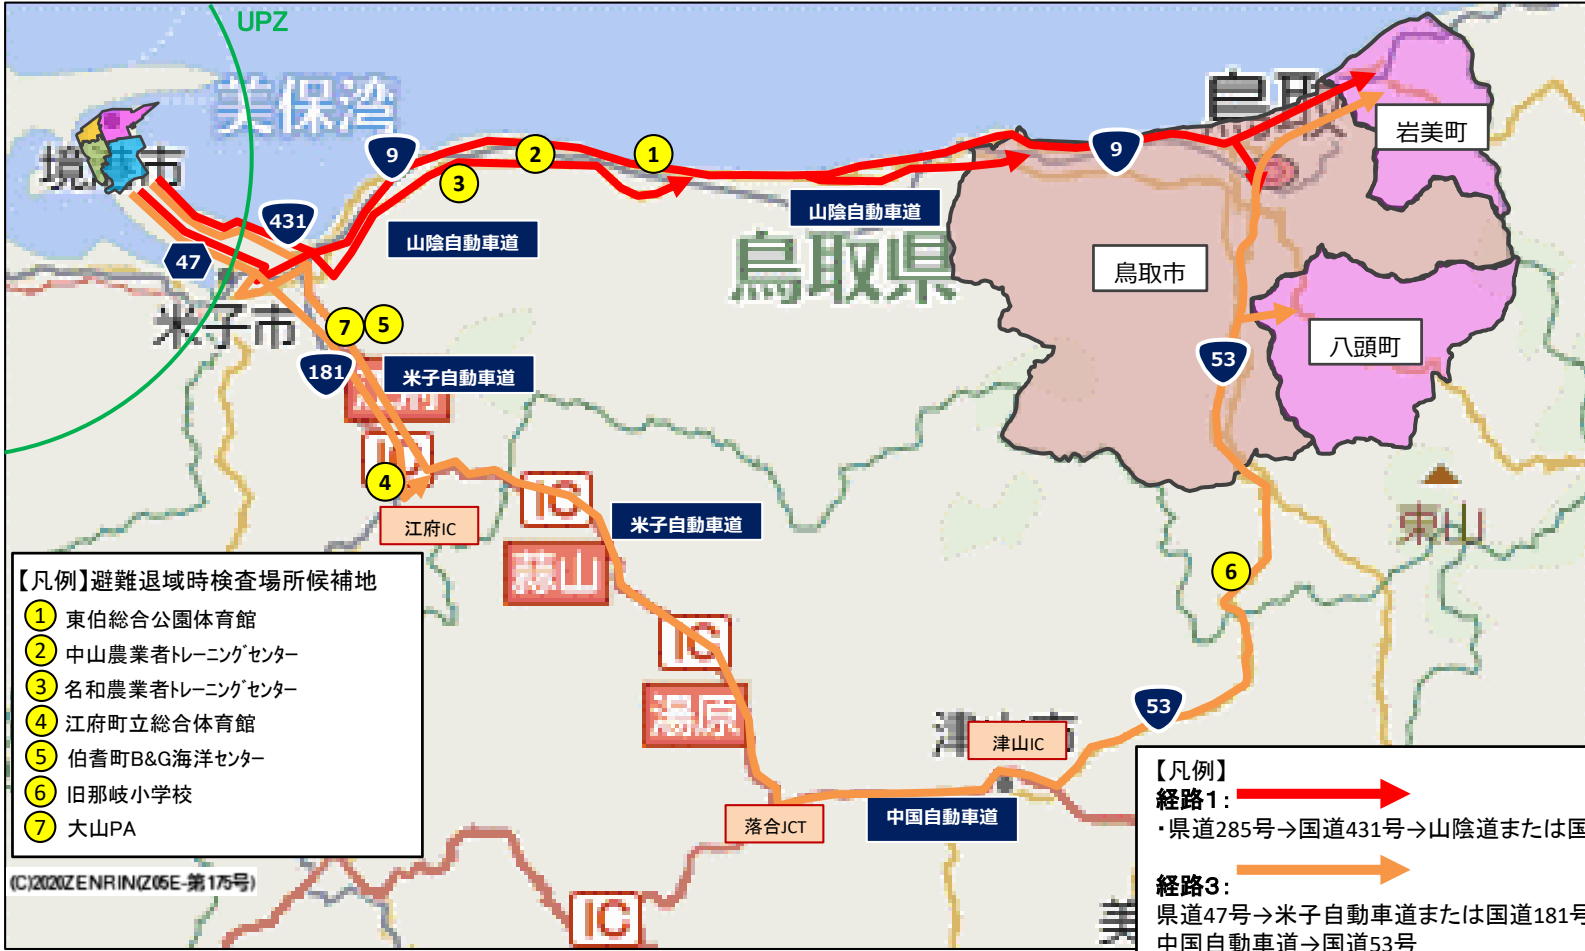 UPZ
美保湾
鳥取
岩美町
境港市
9
2
1
9
3
431
山陰自動車道
山陰自動車道
47
鳥取県
鳥取市
米子市
7
5
八頭町
53
181
米子自動車道
IC
4
IC
江府IC
米子自動車道
東山
蒜山
6
【凡例】避難退域時検査場所候補地
1 東伯総合公園体育館
2 中山農業者トレーニングセンター
3 名和農業者トレーニングセンター
4 江府町立総合体育館
5 伯耆町B&G海洋センター
6 旧那岐小学校
7 大山PA
IC
湯原
53
津山市
津山IC
落合JCT
中国自動車道
【凡例】
経路1:
・県道285号→国道431号→山陰道または国
経路3:
県道47号→米子自動車道または国道181号
中国自動車道→国道53号
(C)2020ZENRIN(Z05E-第175号)
IC
美